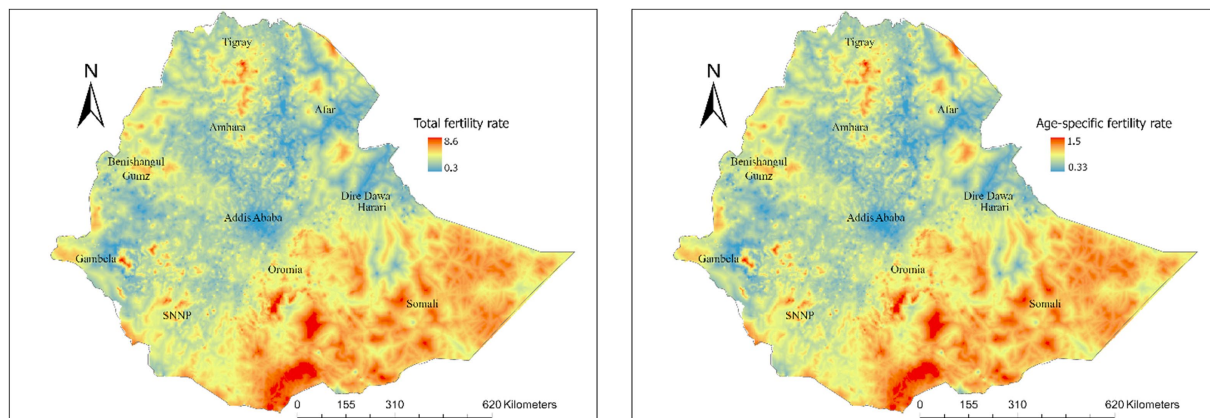 Tigray
N
Afar
Total fertility rate
8.6
0.3
Amhara
Benishangul
Gumz
Dire Dawa
Harari
Addis Ababa
Gambela
Oromia
Somali
SNNP
0 155 310 620 Kilometers
Tigray
N
Afar
Age-specific fertility rate
1.5
0.33
Amhara
Benishangul
Gumz
Dire Dawa
Harari
Addis Ababa
Gambela
Oromia
Somali
SNNP
0 155 310 620 Kilometers